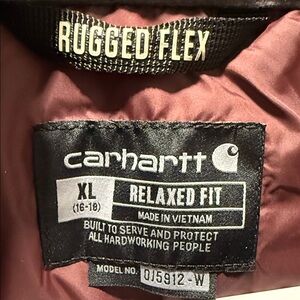 RUGGED FLEX
carhartt
XL
(16-18)
RELAXED FIT
MADE IN VIETNAM
BUILT TO SERVE AND PROTECT
ALL HARDWORKING PEOPLE
MODEL NO. OJ5912-W